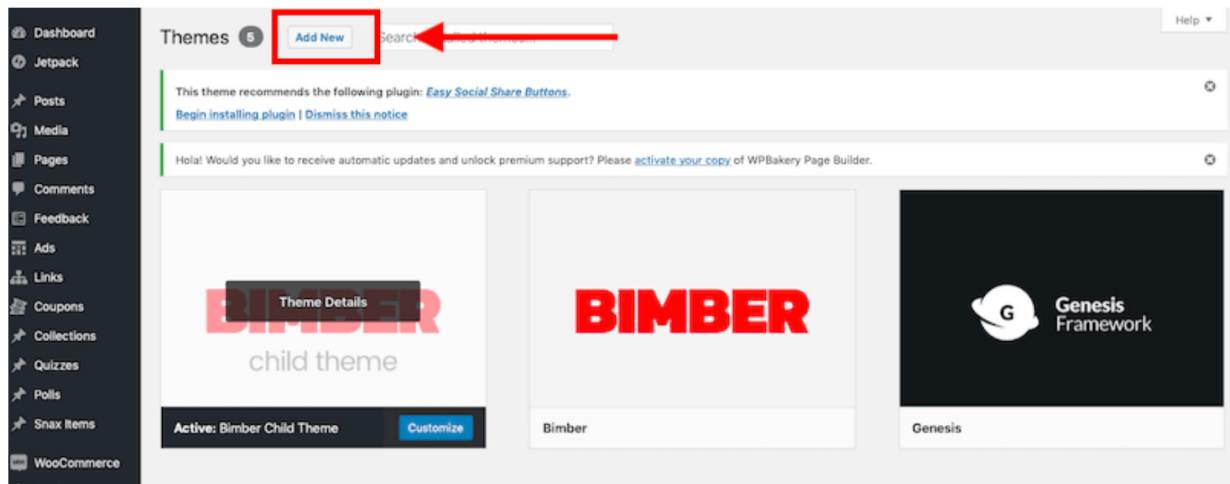 Dashboard
Jetpack
Posts
Media
Pages
Comments
Feedback
Ads
Links
Coupons
Collections
Quizzes
Polls
Snax Items
WooCommerce
Help
Themes 5 Add New
This theme recommends the following plugin: Easy Social Share Buttons.
Begin installing plugin | Dismiss this notice
Hola! Would you like to receive automatic updates and unlock premium support? Please activate your copy of WPBakery Page Builder.
BIMBER
Theme Details
child theme
Active: Bimber Child Theme Customize
BIMBER
Bimber
G
Genesis
Framework
Genesis